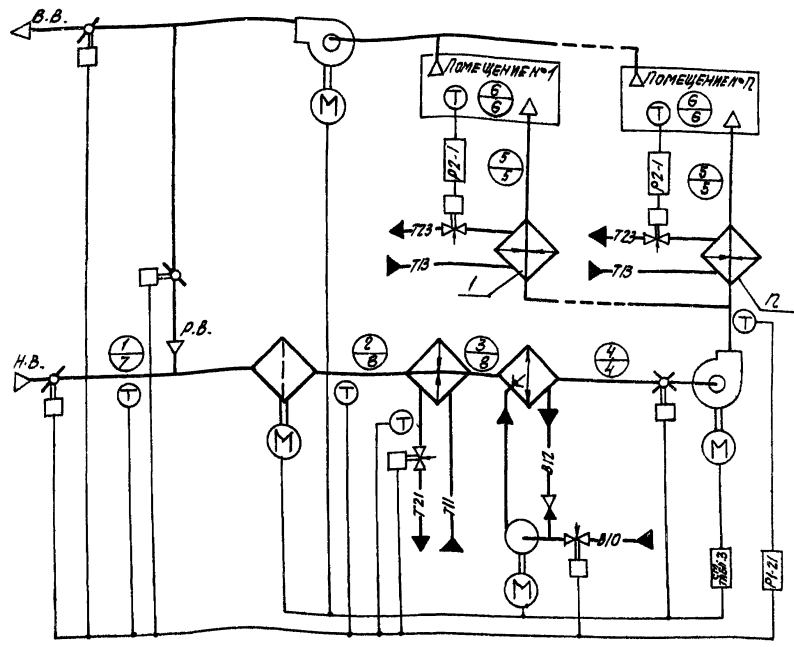 В.В.
М
ПОМЕЩЕНИЕ №1
Т
6
6
ПОМЕЩЕНИЕ №П
Т
6
6
Р2-1
5
5
Р2-1
5
5
Т23
Т13
1
Т23
Т13
П
Р.В.
Т
Н.В.
1
7
2
8
3
8
4
4
Т
Т
Т
М
М
Т21
Т11
В12
В10
М
Р1-21